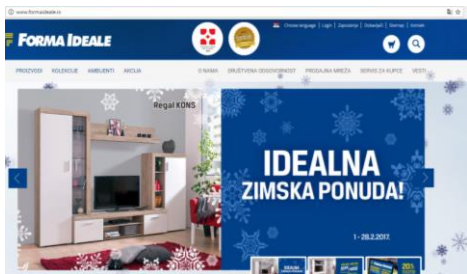 www.formaideale.rs
Choose language | Login | Zaposlenje | Dobavljači | Sitemap | Kontakt
FORMA IDEALE
PROIZVODI KOLEKCIJE AMBIJENTI AKCIJA O NAMA DRUŠTVENA ODGOVORNOST PRODAJNA MREŽA SERVIS ZA KUPCE VESTI
Regal KONS
IDEALNA
ZIMSKA PONUDA!
1 - 28.2.2017.